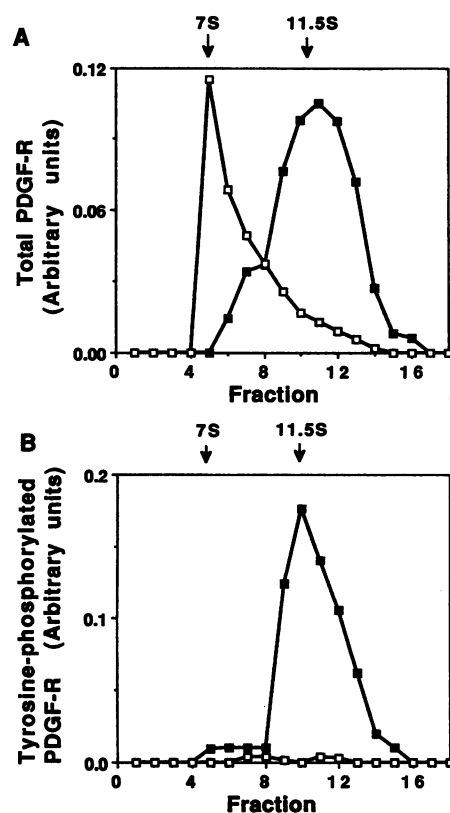 7S 11.5S
A
Total PDGF-R
(Arbitrary units)
0.12
0.06
0.00
0 4 8 12 16
Fraction
7S 11.5S
B
Tyrosine-phosphorylated
PDGF-R (Arbitrary units)
0.2
0.1
0.0
0 4 8 12 16
Fraction